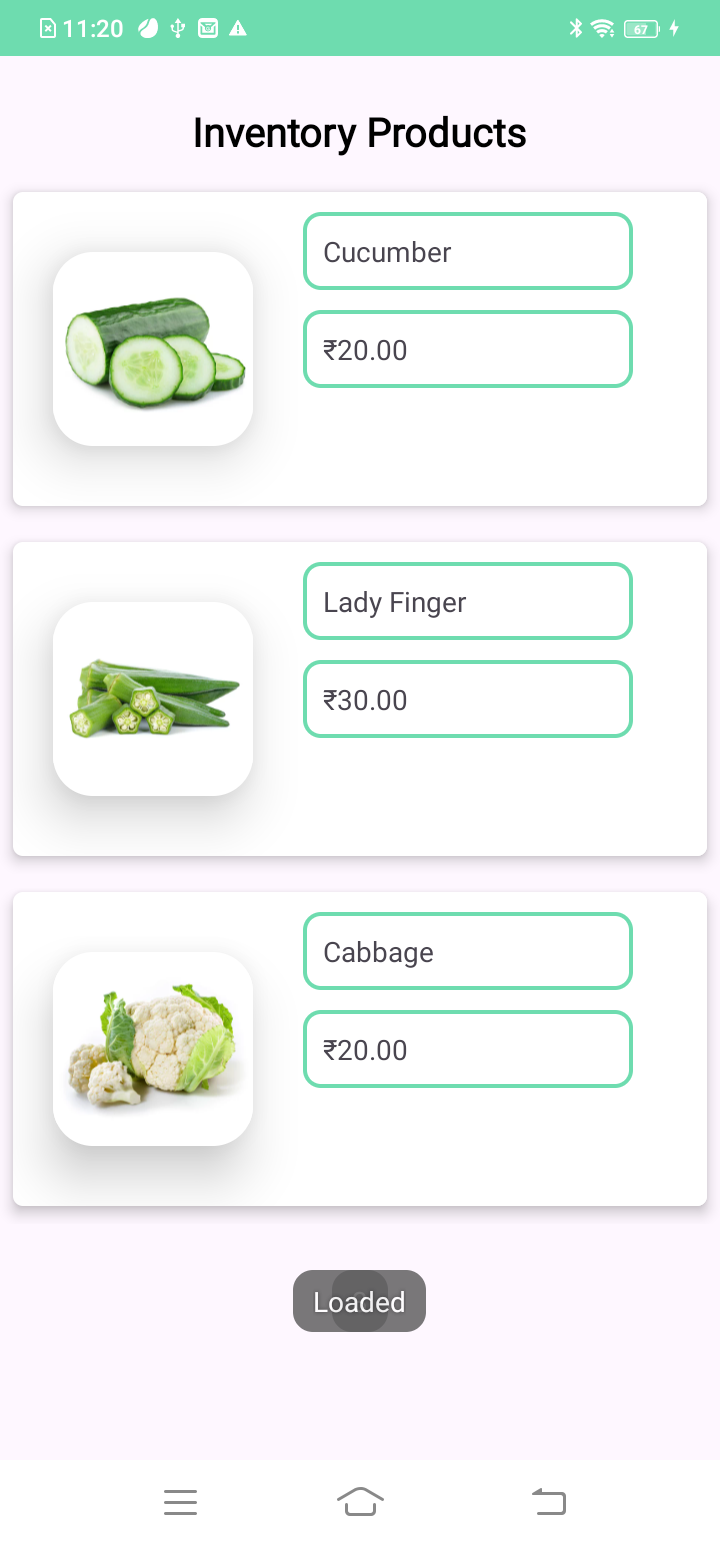 11:20
67
Inventory Products
Cucumber
₹20.00
Lady Finger
₹30.00
Cabbage
₹20.00
Loaded